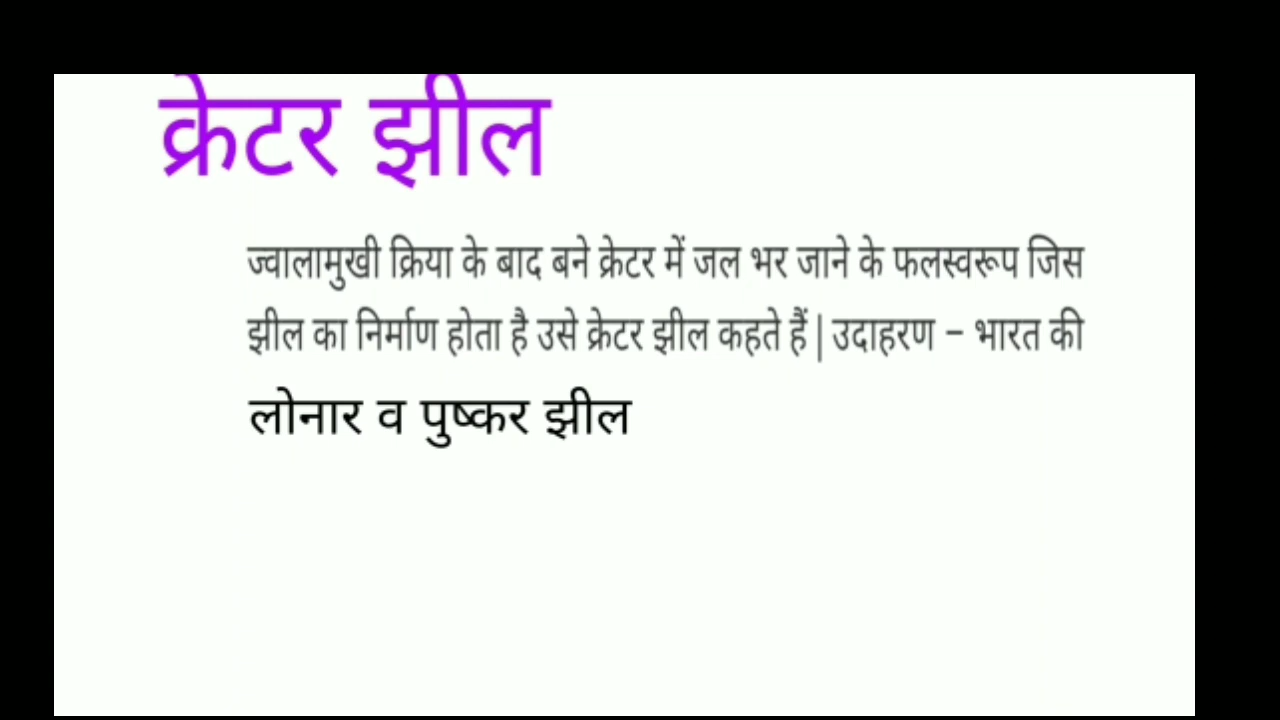 क्रेटर झील
ज्वालामुखी क्रिया के बाद बने क्रेटर में जल भर जाने के फलस्वरूप जिस
झील का निर्माण होता है उसे क्रेटर झील कहते हैं | उदाहरण – भारत की
लोनार व पुष्कर झील